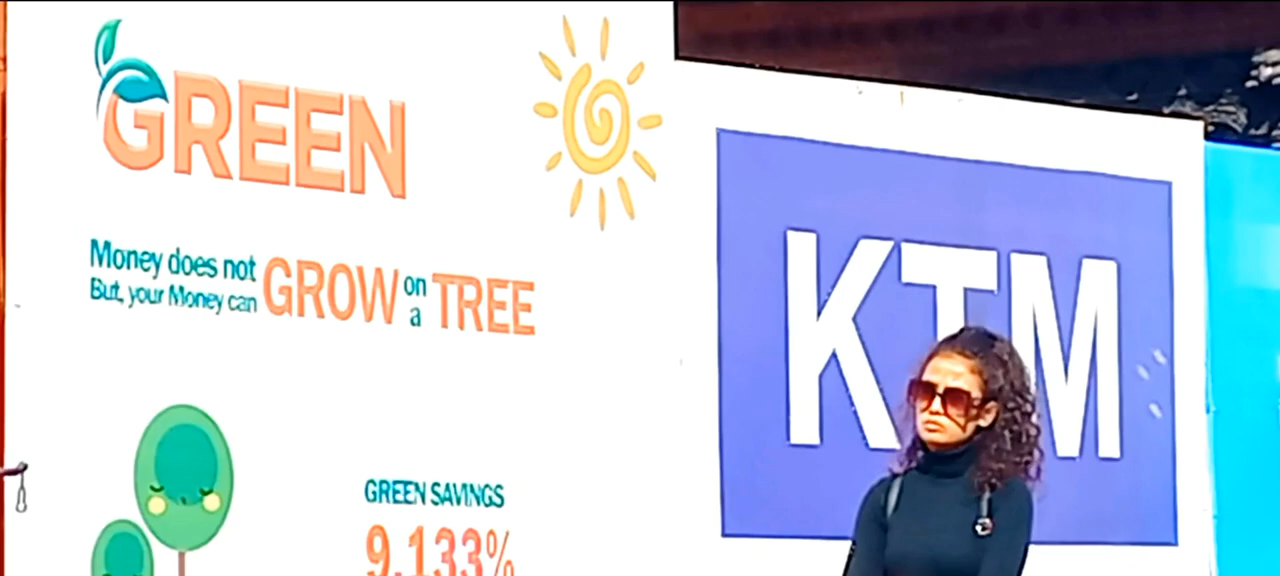 GREEN
Money does not GROW on TREE
But, your Money can a
GREEN SAVINGS
9.133%
KTM